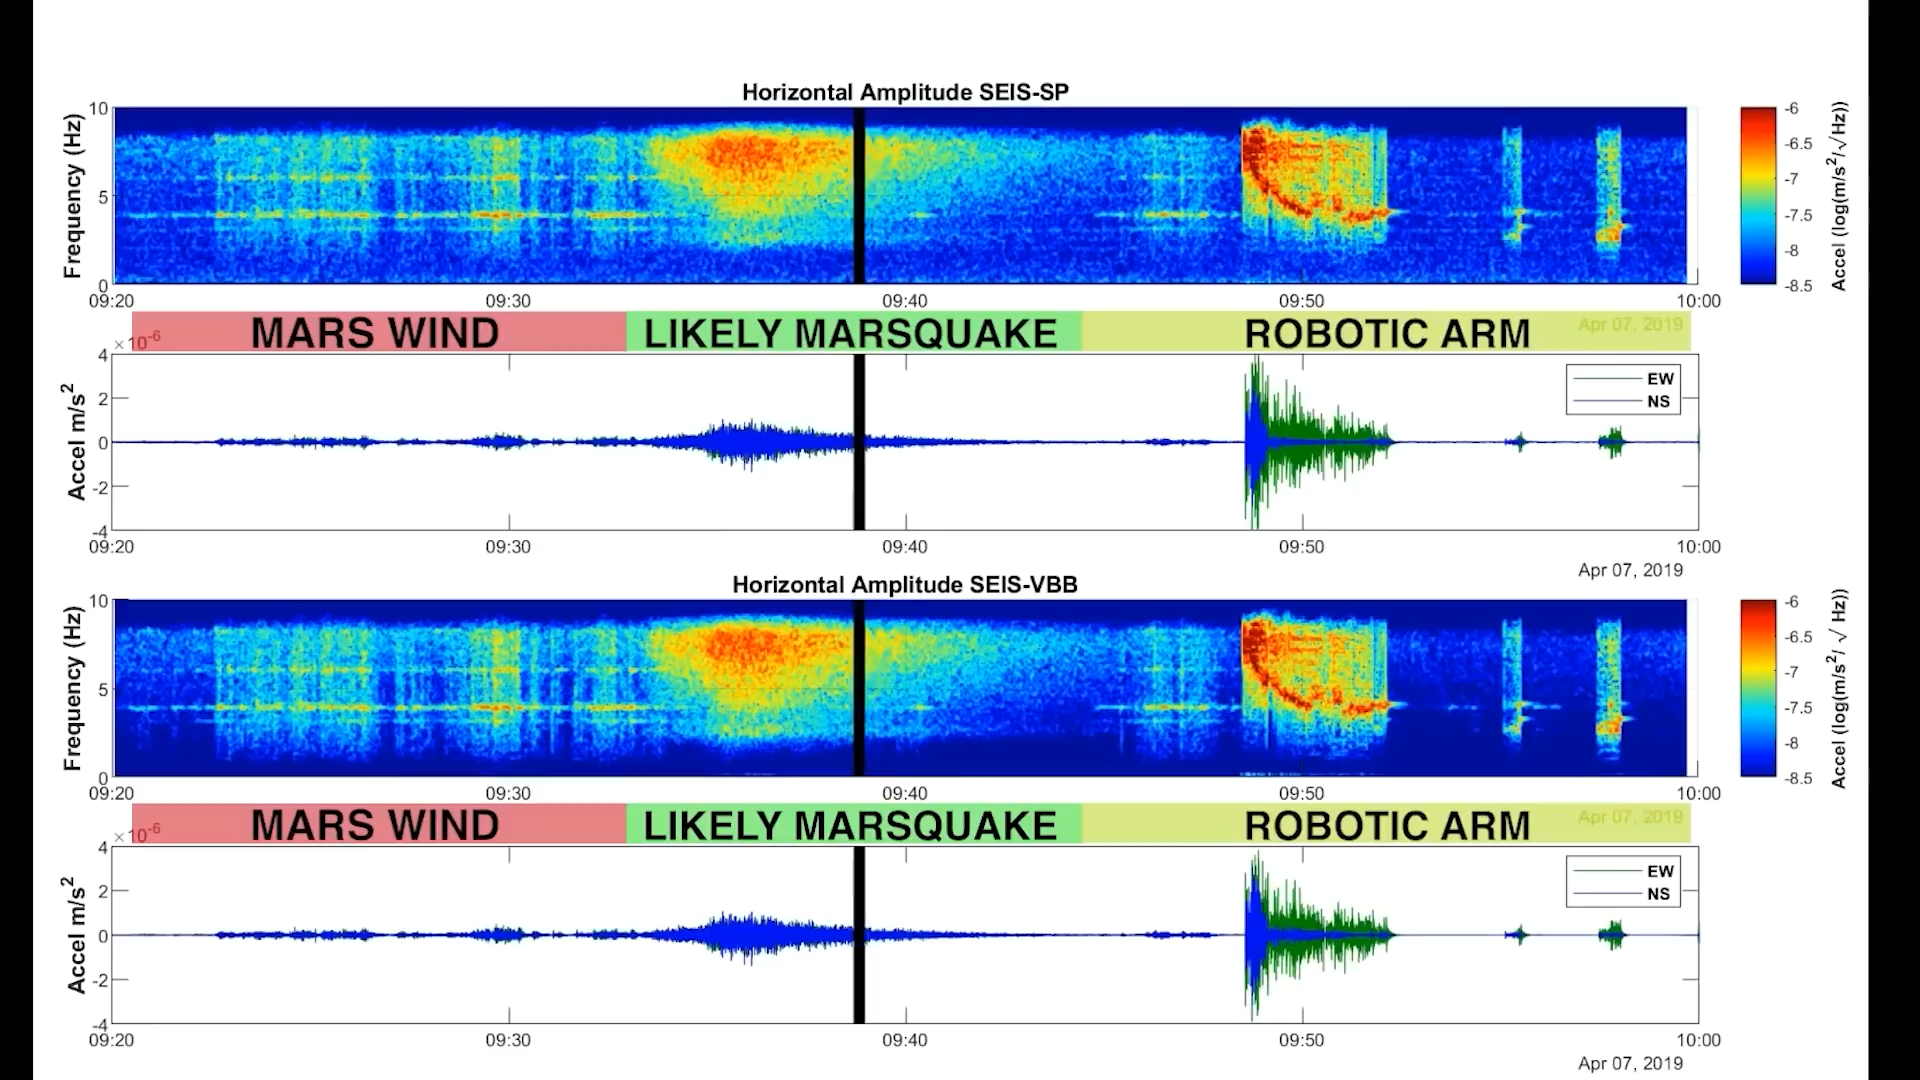 Horizontal Amplitude SEIS-SP
Frequency (Hz)
10
5
0
09:20 09:30 09:40 09:50 10:00
-6
-6.5
-7
-7.5
-8
-8.5
Accel (log(m/s²/√Hz))
MARS WIND LIKELY MARSQUAKE ROBOTIC ARM Apr 07, 2019
×10⁻⁶
Accel m/s²
4
2
0
-2
-4
EW
NS
09:20 09:30 09:40 09:50 10:00
Apr 07, 2019
Horizontal Amplitude SEIS-VBB
Frequency (Hz)
10
5
0
09:20 09:30 09:40 09:50 10:00
-6
-6.5
-7
-7.5
-8
-8.5
Accel (log(m/s²/ √ Hz))
MARS WIND LIKELY MARSQUAKE ROBOTIC ARM Apr 07, 2019
×10⁻⁶
Accel m/s²
4
2
0
-2
-4
EW
NS
09:20 09:30 09:40 09:50 10:00
Apr 07, 2019